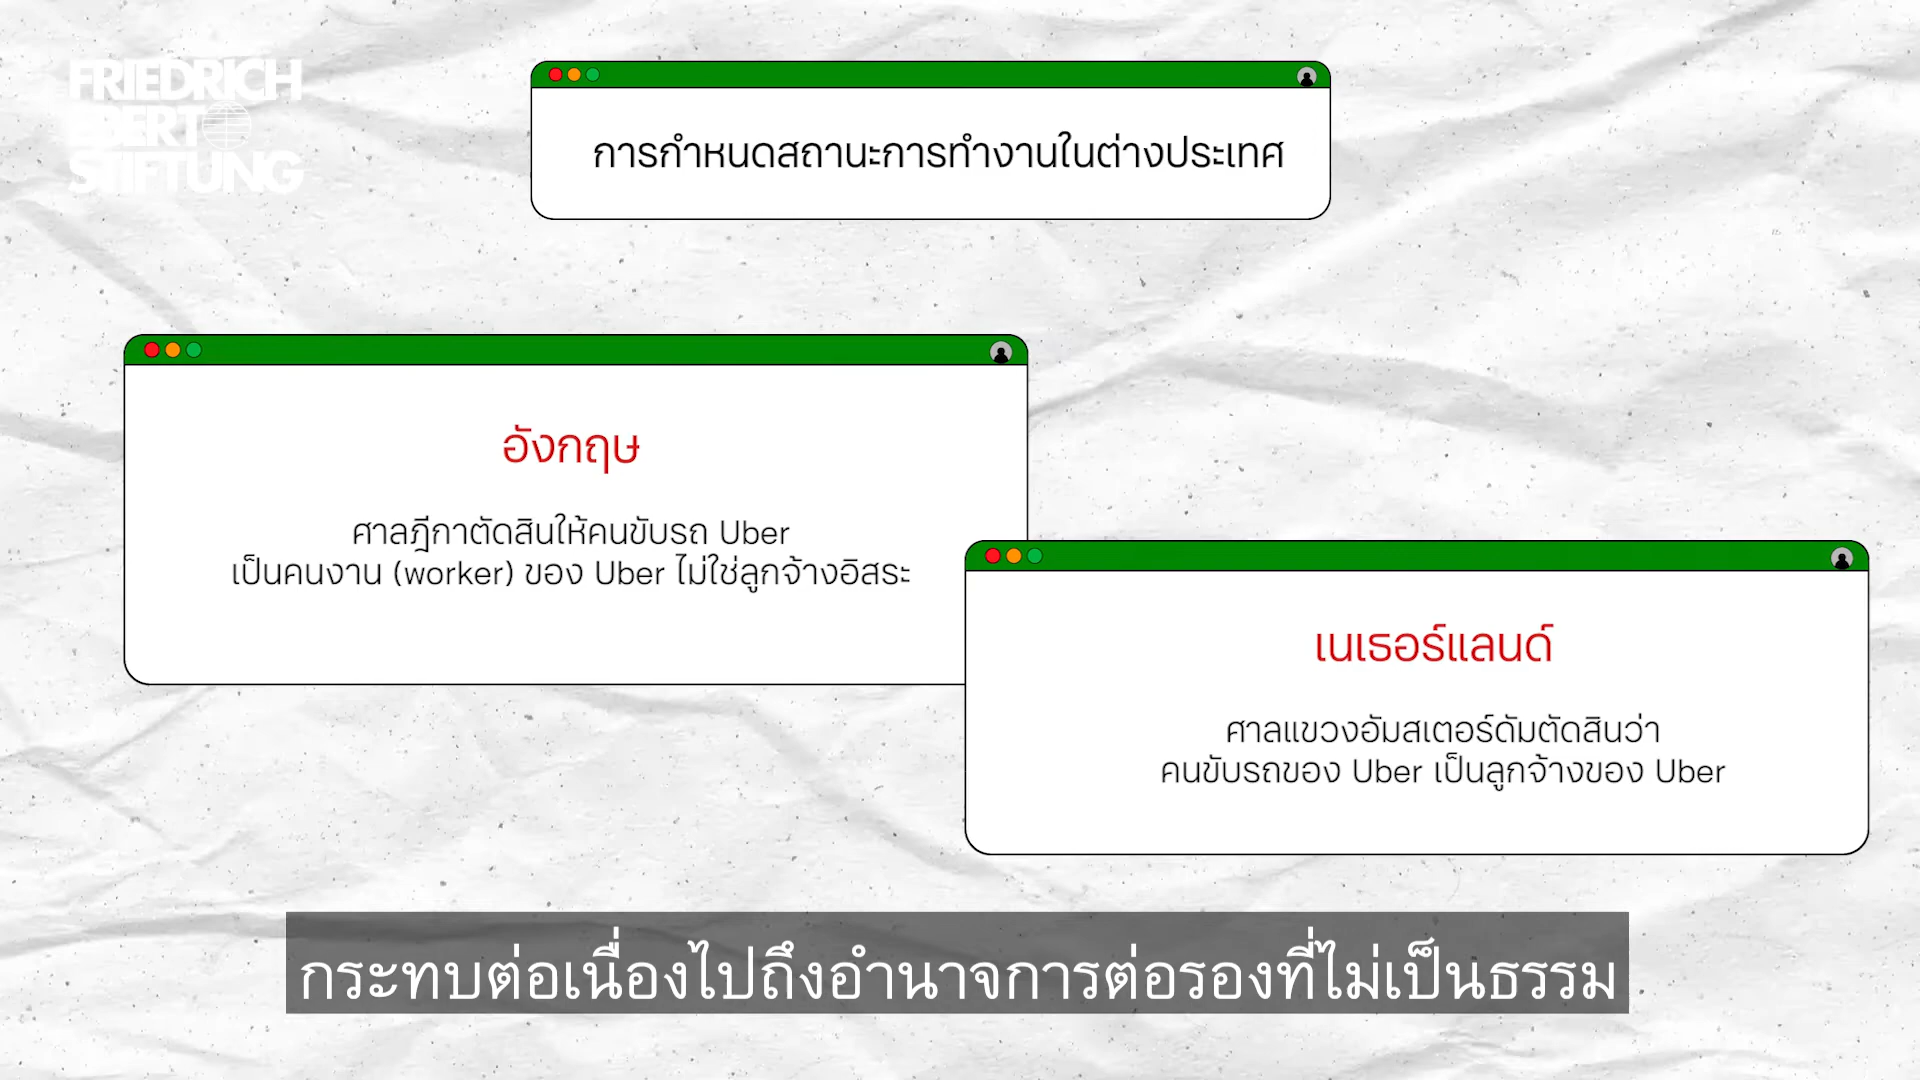 FRIEDRICH
EBERT
STIFTUNG
การกำหนดสถานะการทำงานในต่างประเทศ
อังกฤษ
ศาลฎีกาตัดสินให้คนขับรถ Uber
เป็นคนงาน (worker) ของ Uber ไม่ใช่ลูกจ้างอิสระ
เนเธอร์แลนด์
ศาลแขวงอัมสเตอร์ดัมตัดสินว่า
คนขับรถของ Uber เป็นลูกจ้างของ Uber
กระทบต่อเนื่องไปถึงอำนาจการต่อรองที่ไม่เป็นธรรม